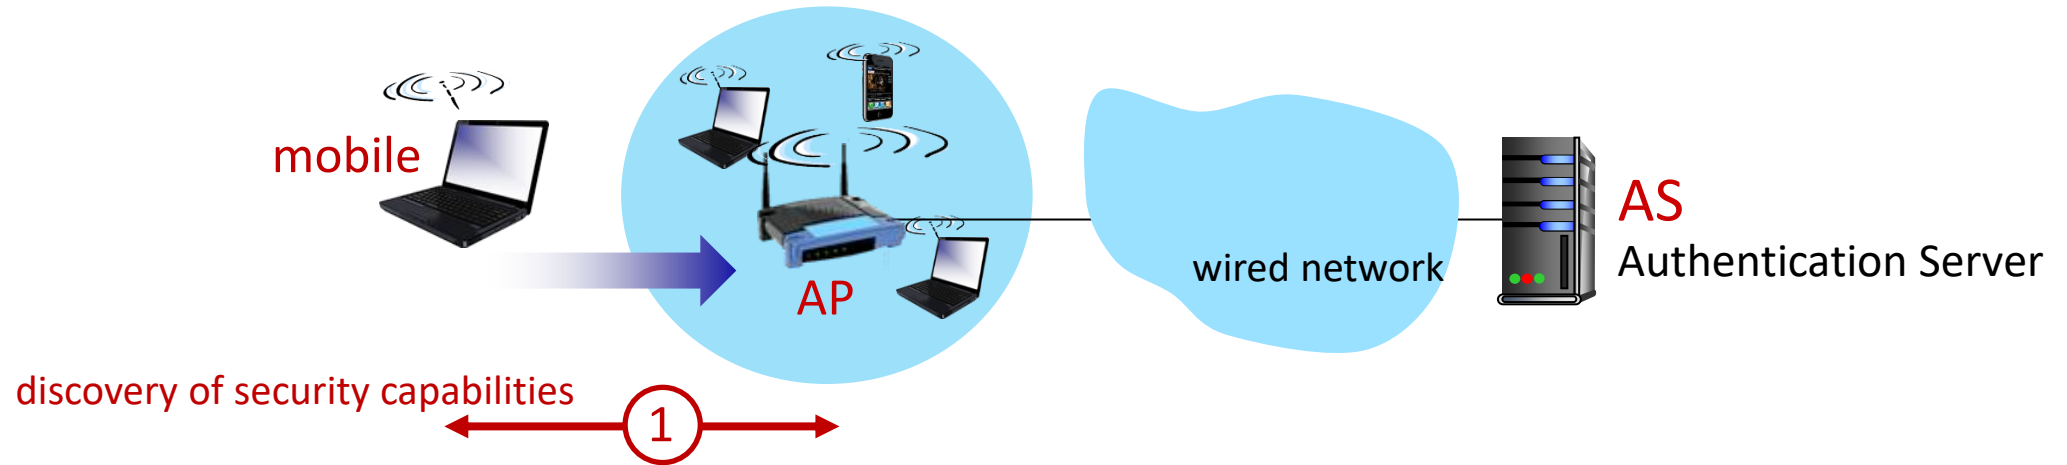 mobile
AP
wired network
AS
Authentication Server
discovery of security capabilities
1